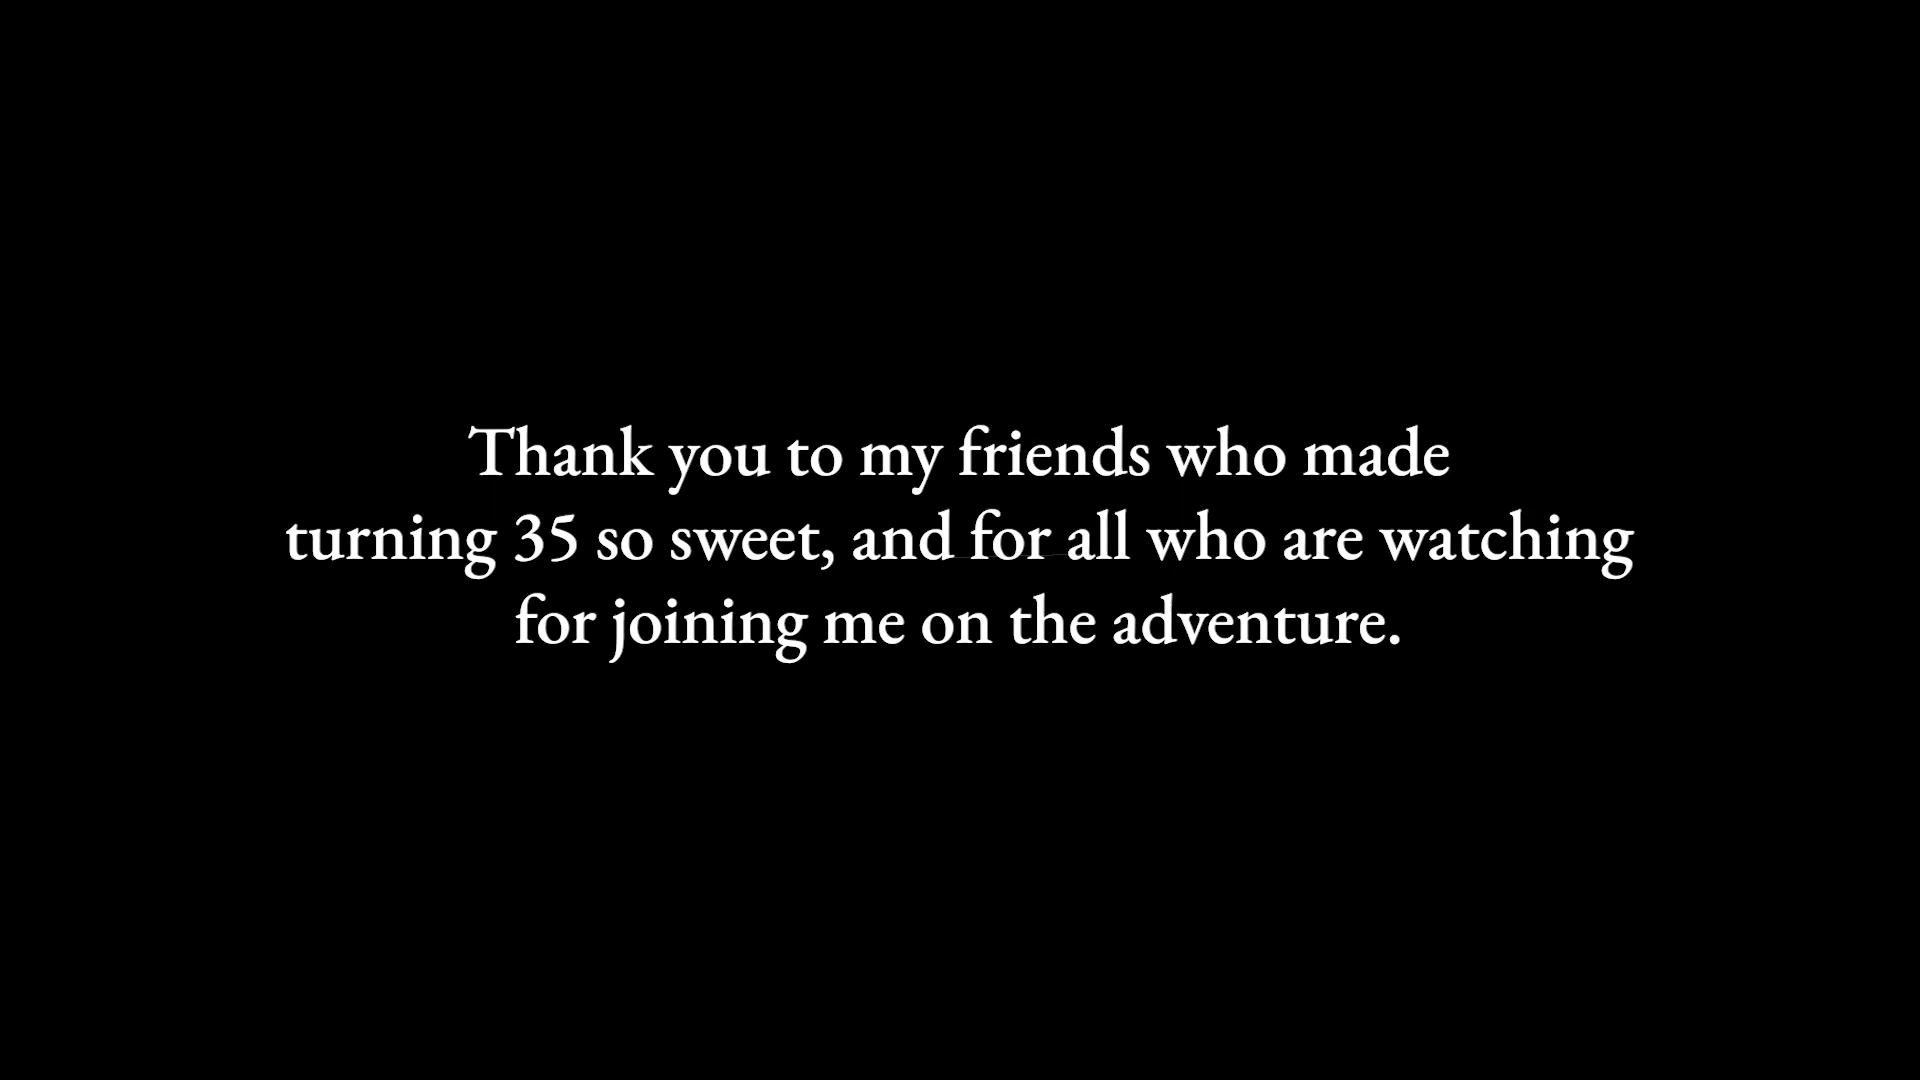 Thank you to my friends who made
turning 35 so sweet, and for all who are watching
for joining me on the adventure.